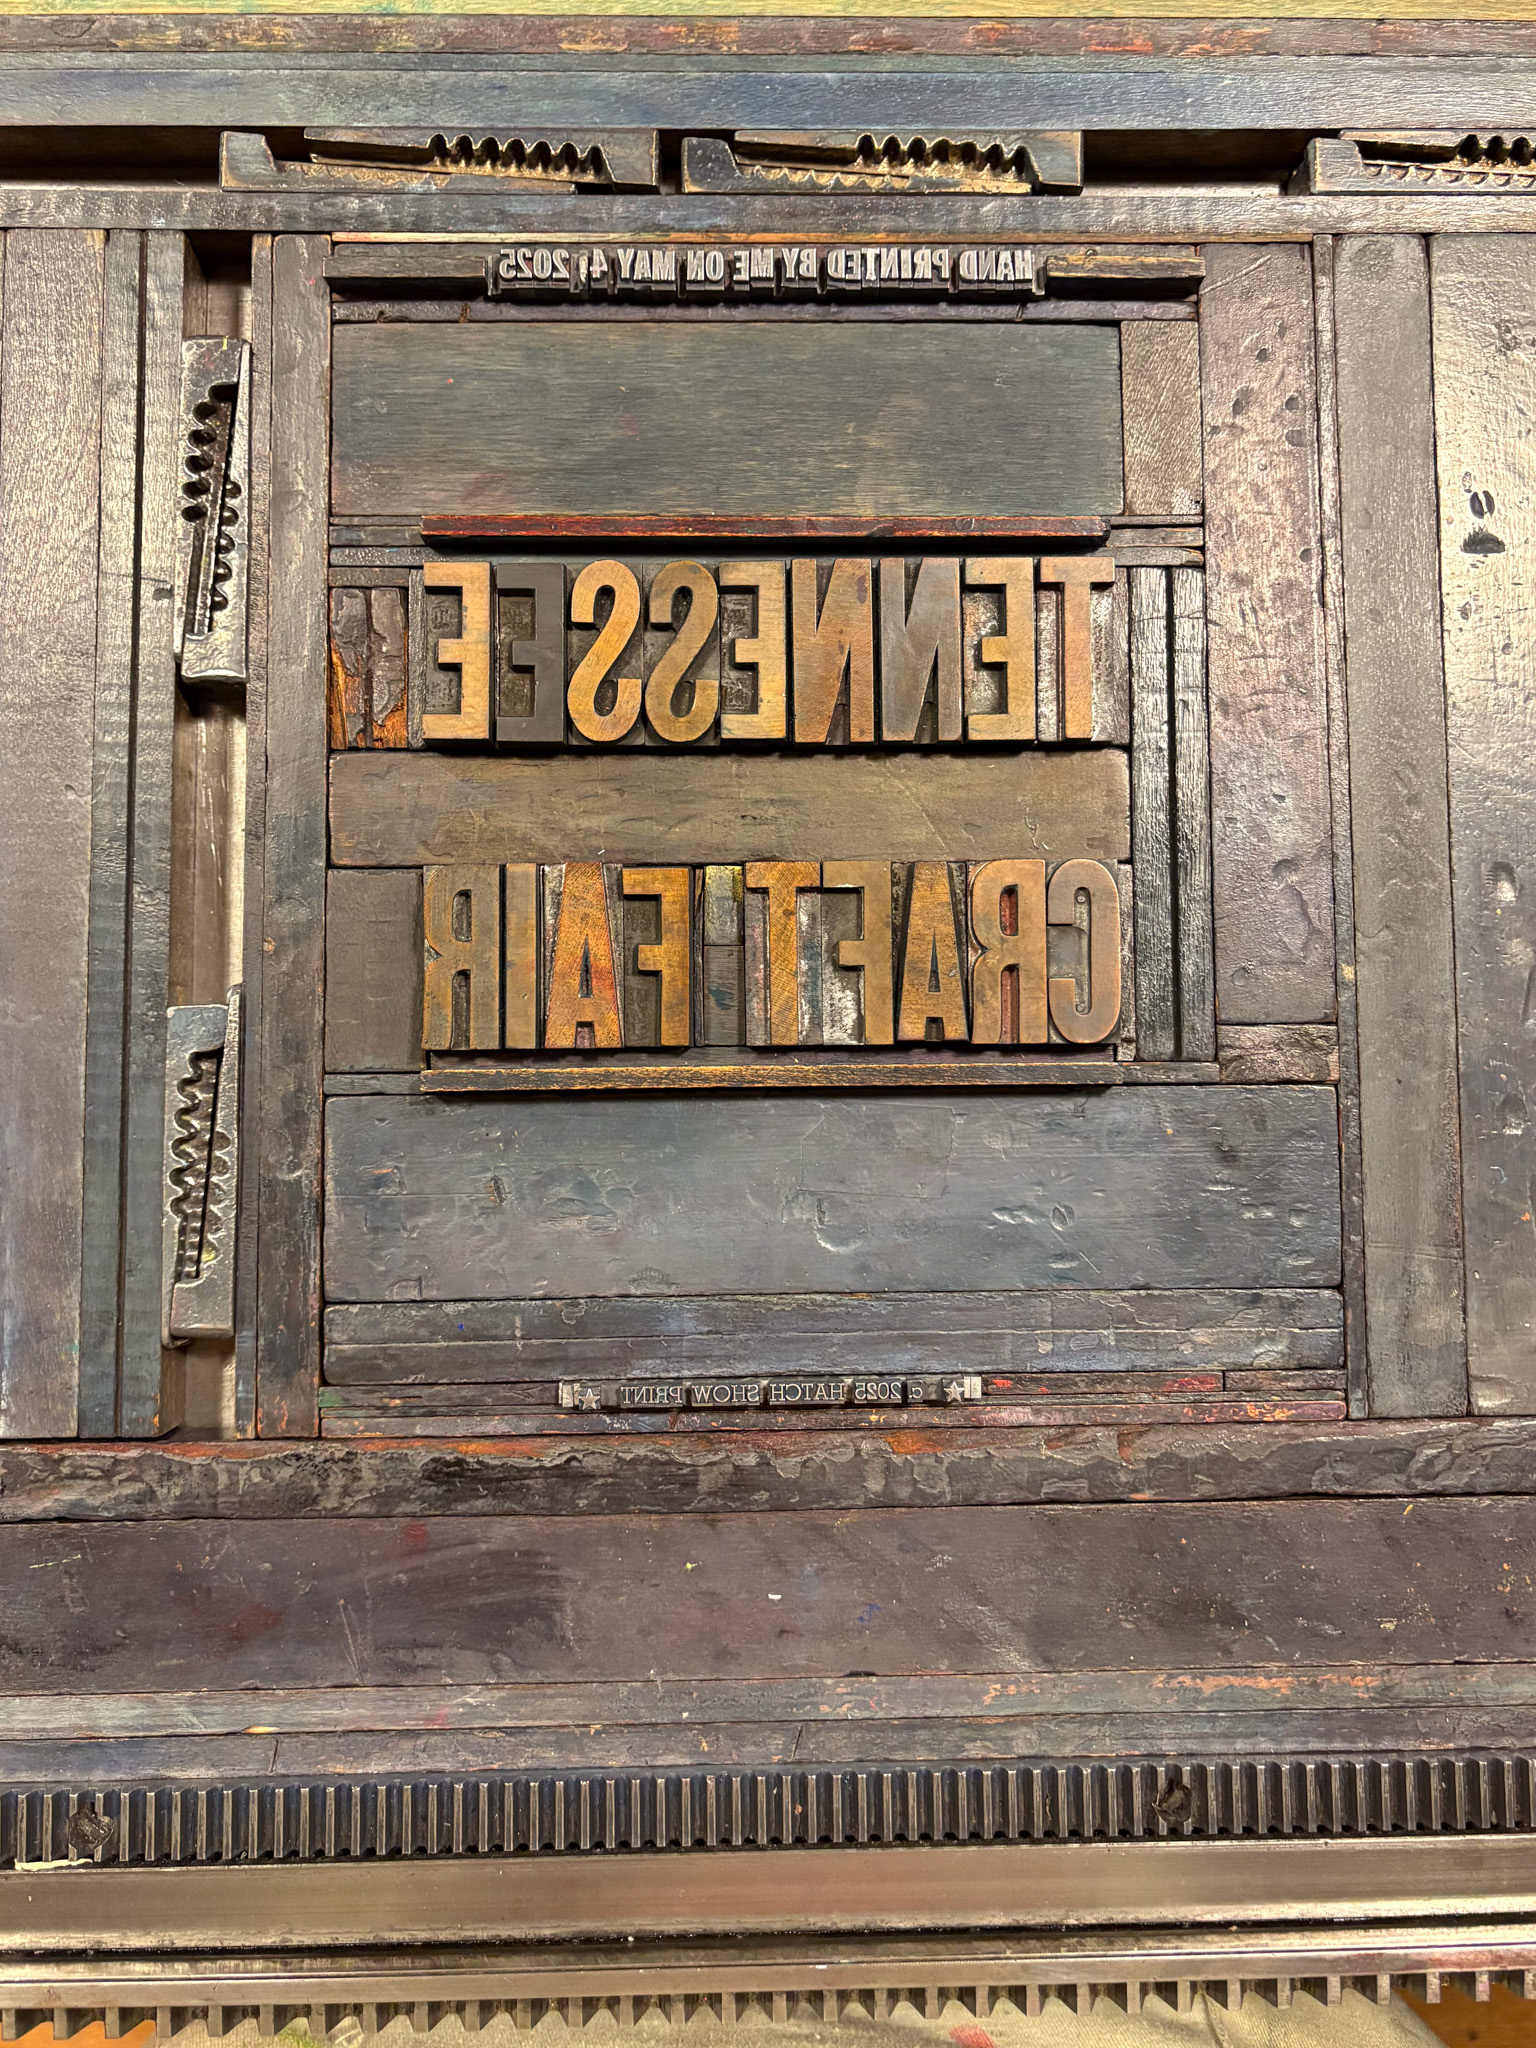 HAND PRINTED BY ME ON MAY 4, 2025
TENNESSEE
CRAFT FAIR
c. 2025 HATCH SHOW PRINT